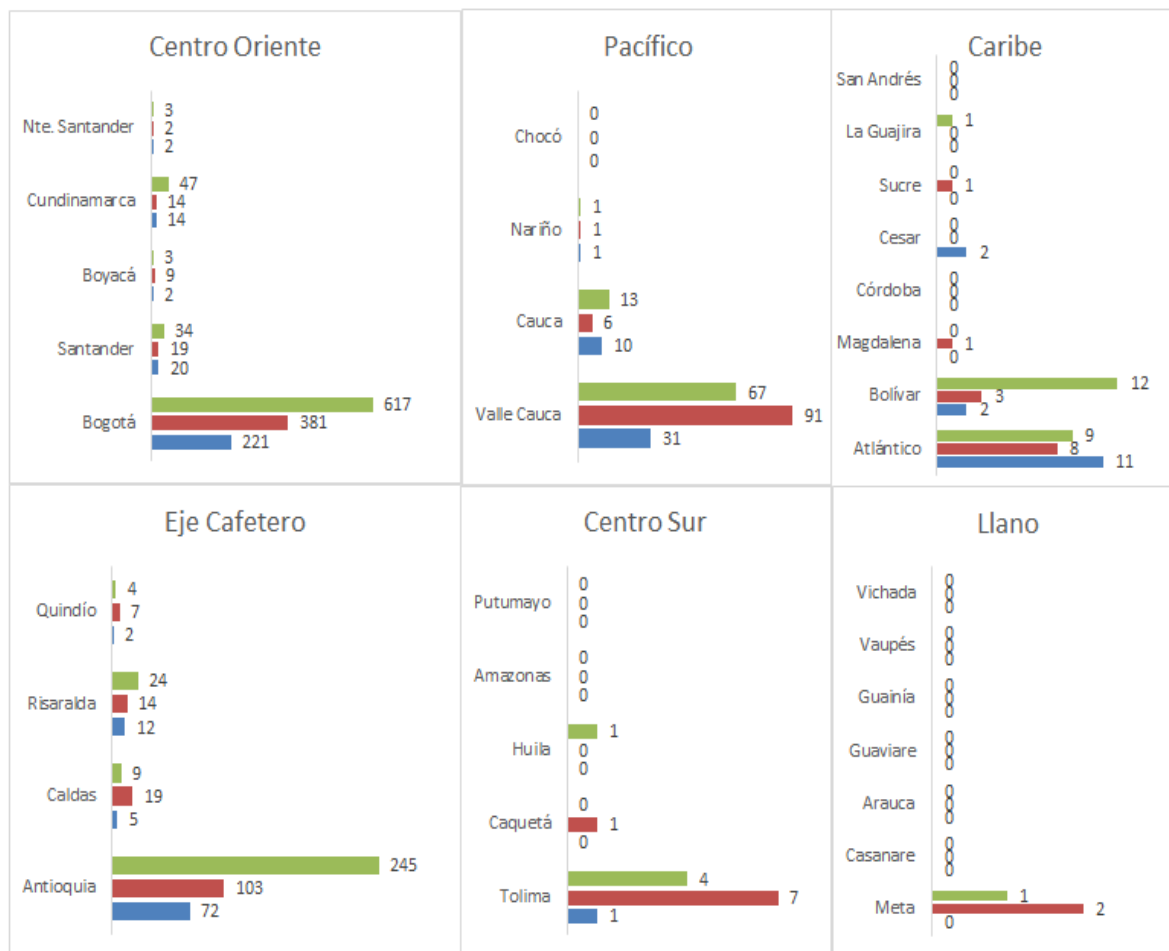 Centro Oriente
Nte. Santander
3
2
2
Cundinamarca
47
14
14
Boyacá
3
9
2
Santander
34
19
20
Bogotá
617
381
221
Pacífico
Chocó
0
0
0
Nariño
1
1
1
Cauca
13
6
10
Valle Cauca
67
91
31
Caribe
San Andrés
0
0
0
La Guajira
1
0
0
Sucre
0
1
0
Cesar
0
0
2
Córdoba
0
0
0
Magdalena
0
1
0
Bolívar
12
3
2
Atlántico
9
8
11
Eje Cafetero
Quindío
4
7
2
Risaralda
24
14
12
Caldas
9
19
5
Antioquia
245
103
72
Centro Sur
Putumayo
0
0
0
Amazonas
0
0
0
Huila
1
0
0
Caquetá
0
1
0
Tolima
4
7
1
Llano
Vichada
0
0
0
Vaupés
0
0
0
Guainía
0
0
0
Guaviare
0
0
0
Arauca
0
0
0
Casanare
0
0
0
Meta
1
2
0